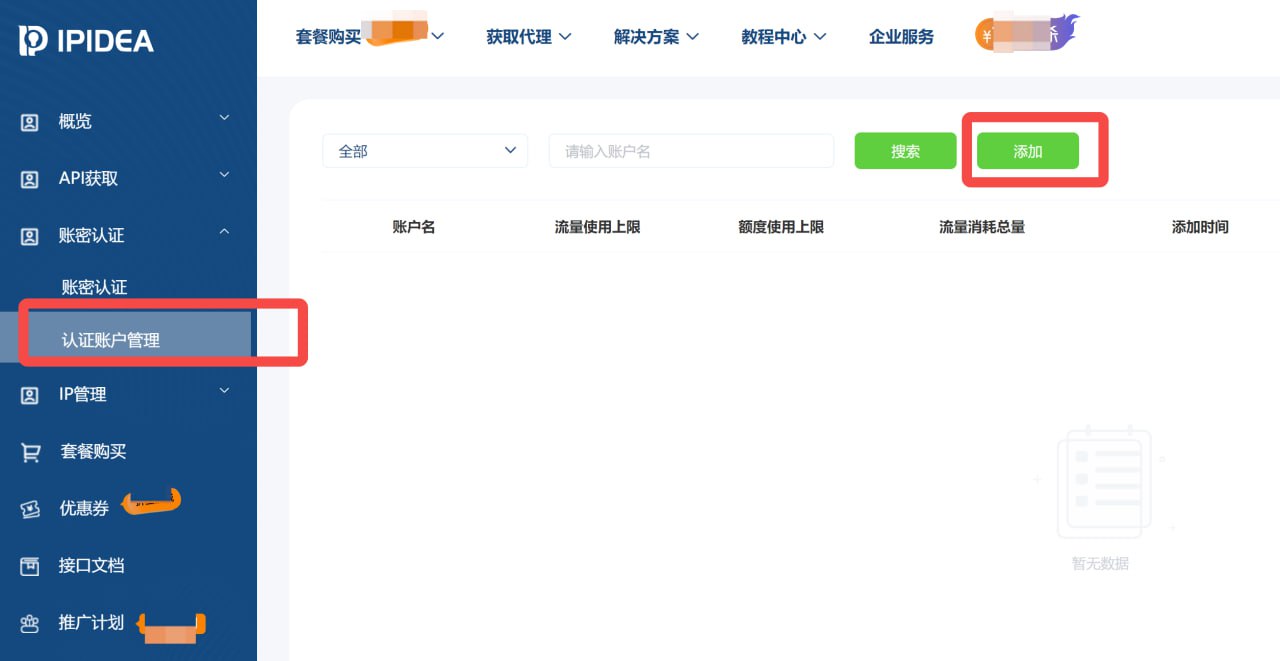 IPIDEA
套餐购买
获取代理
解决方案
教程中心
企业服务
¥
概览
API获取
账密认证
账密认证
认证账户管理
IP管理
套餐购买
优惠券
接口文档
推广计划
全部
请输入账户名
搜索
添加
账户名
流量使用上限
额度使用上限
流量消耗总量
添加时间
暂无数据